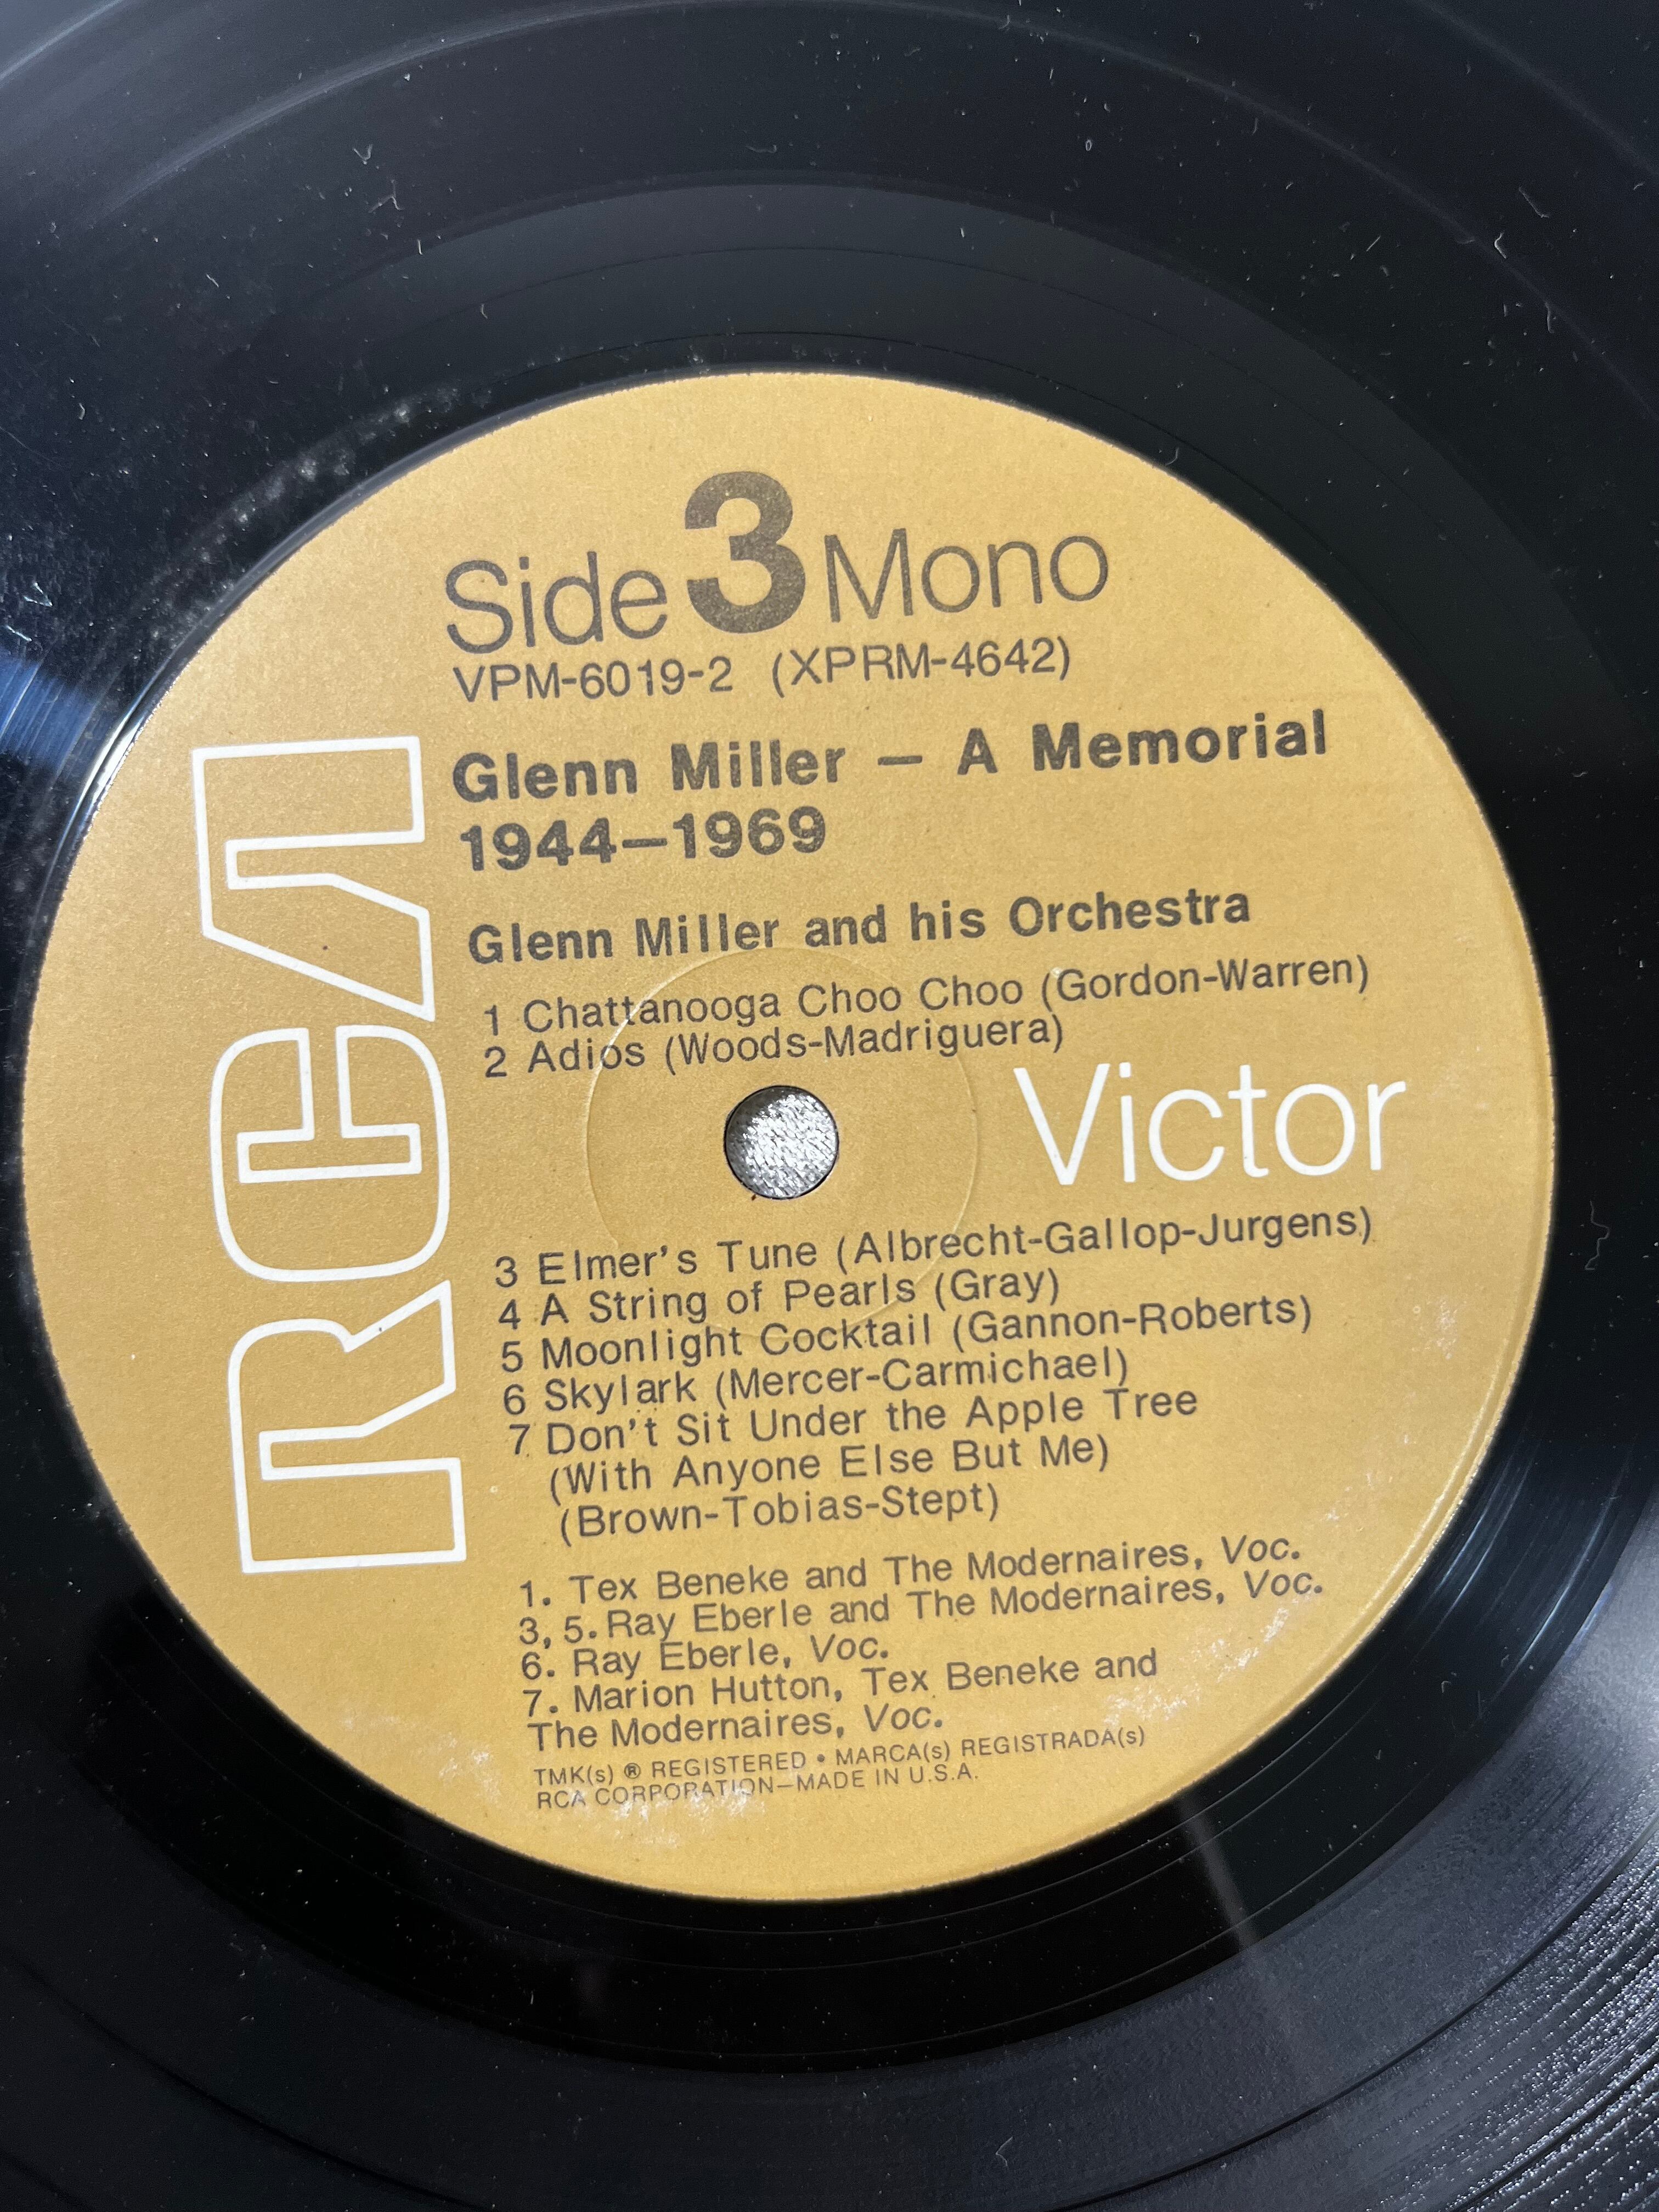 Side 3 Mono
VPM-6019-2 (XPRM-4642)
Glenn Miller – A Memorial
1944–1969
Glenn Miller and his Orchestra
1 Chattanooga Choo Choo (Gordon-Warren)
2 Adios (Woods-Madriguera)
RCA
Victor
3 Elmer's Tune (Albrecht-Gallop-Jurgens)
4 A String of Pearls (Gray)
5 Moonlight Cocktail (Gannon-Roberts)
6 Skylark (Mercer-Carmichael)
7 Don't Sit Under the Apple Tree
(With Anyone Else But Me)
(Brown-Tobias-Stept)
1. Tex Beneke and The Modernaires, Voc.
3, 5. Ray Eberle and The Modernaires, Voc.
6. Ray Eberle, Voc.
7. Marion Hutton, Tex Beneke and
The Modernaires, Voc.
TMK(s) ® REGISTERED • MARCA(s) REGISTRADA(s)
RCA CORPORATION–MADE IN U.S.A.